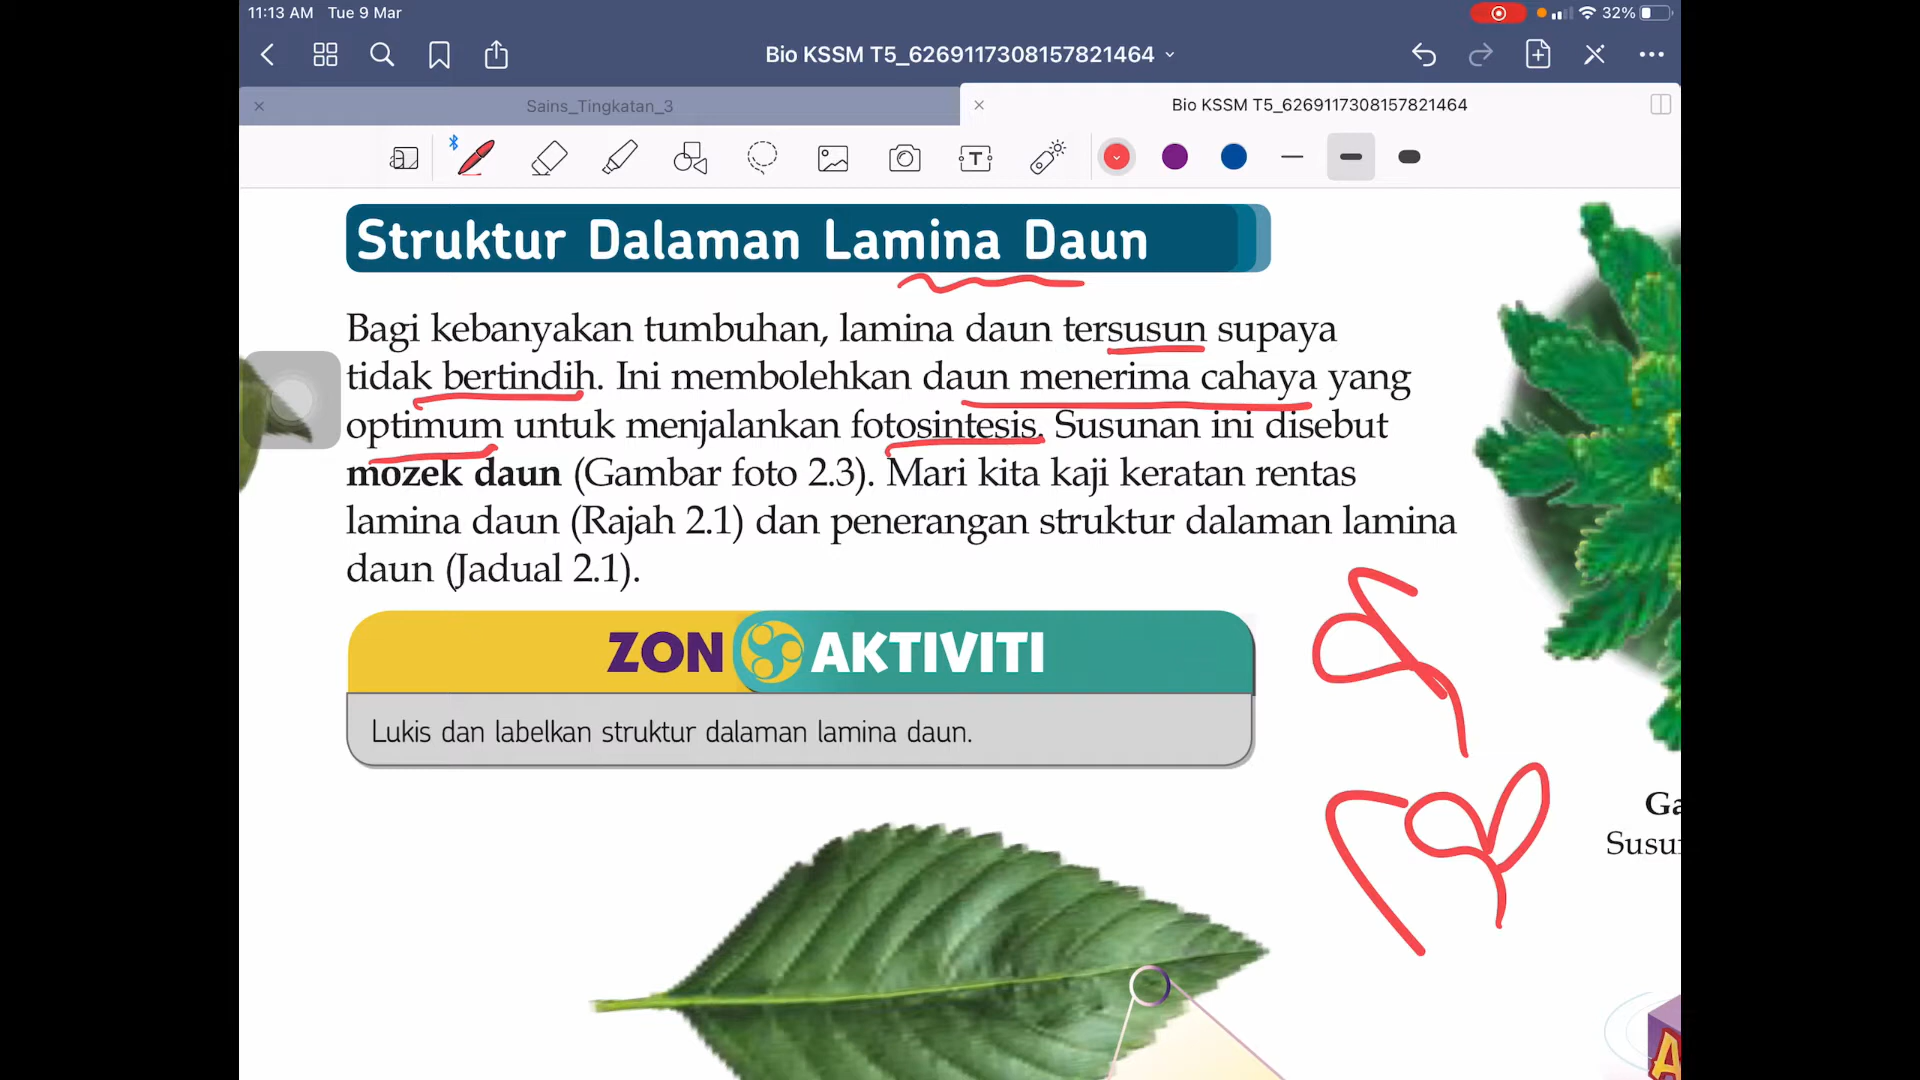 11:13 AM Tue 9 Mar 32%
Bio KSSM T5_6269117308157821464
Sains_Tingkatan_3 Bio KSSM T5_6269117308157821464
Struktur Dalaman Lamina Daun
Bagi kebanyakan tumbuhan, lamina daun tersusun supaya
tidak bertindih. Ini membolehkan daun menerima cahaya yang
optimum untuk menjalankan fotosintesis. Susunan ini disebut
mozek daun (Gambar foto 2.3). Mari kita kaji keratan rentas
lamina daun (Rajah 2.1) dan penerangan struktur dalaman lamina
daun (Jadual 2.1).
ZON AKTIVITI
Lukis dan labelkan struktur dalaman lamina daun.